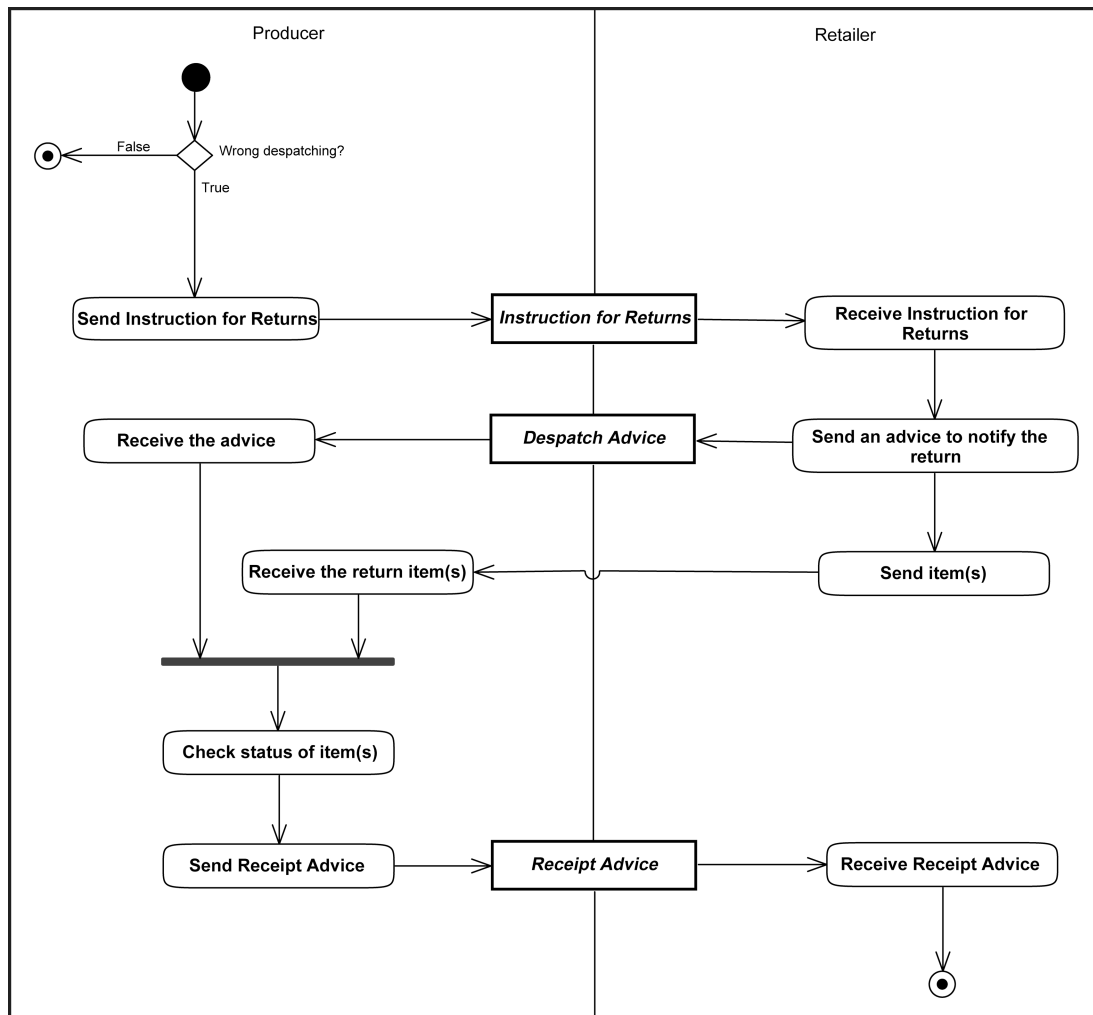 Producer
Retailer
False
Wrong despatching?
True
Send Instruction for Returns
Instruction for Returns
Receive Instruction for
Returns
Receive the advice
Despatch Advice
Send an advice to notify the
return
Receive the return item(s)
Send item(s)
Check status of item(s)
Send Receipt Advice
Receipt Advice
Receive Receipt Advice